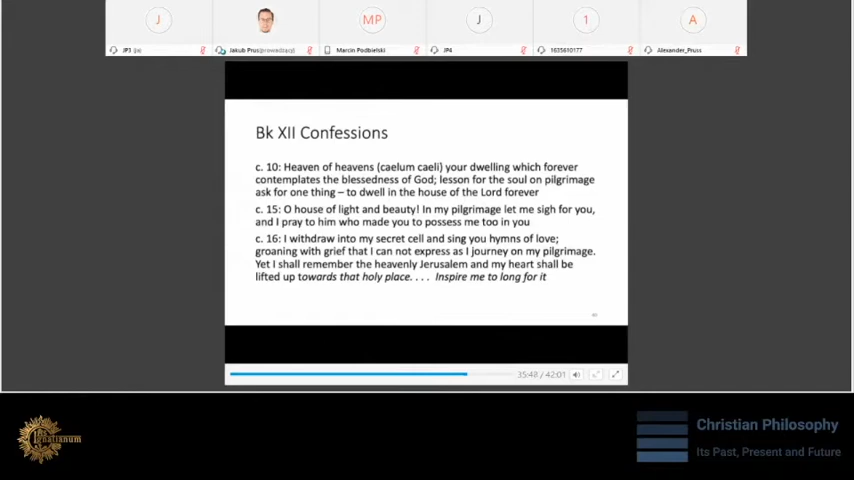 J
MP
J
1
A
JP3 (ja)
Jakub Prus(prowadzący)
Marcin Podbielski
JP4
1635610177
Alexander_Pruss
Bk XII Confessions
c. 10: Heaven of heavens (caelum caeli) your dwelling which forever
contemplates the blessedness of God; lesson for the soul on pilgrimage
ask for one thing – to dwell in the house of the Lord forever
c. 15: O house of light and beauty! In my pilgrimage let me sigh for you,
and I pray to him who made you to possess me too in you
c. 16: I withdraw into my secret cell and sing you hymns of love;
groaning with grief that I can not express as I journey on my pilgrimage.
Yet I shall remember the heavenly Jerusalem and my heart shall be
lifted up towards that holy place. . . . Inspire me to long for it
35:48 / 42:01
Ignatianum
Christian Philosophy
Its Past, Present and Future